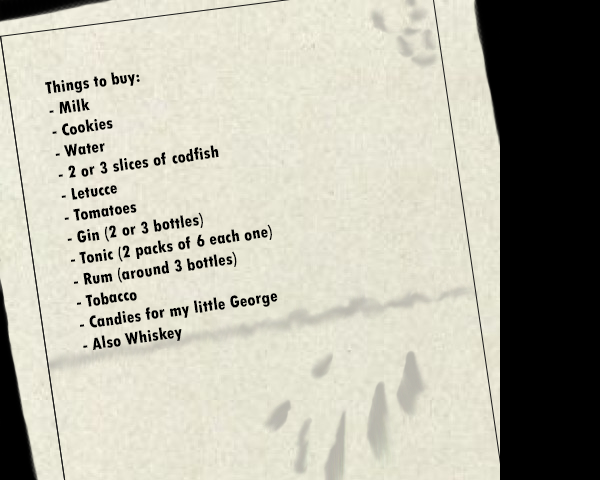 Things to buy:
- Milk
- Cookies
- Water
- 2 or 3 slices of codfish
- Letucce
- Tomatoes
- Gin (2 or 3 bottles)
- Tonic (2 packs of 6 each one)
- Rum (around 3 bottles)
- Tobacco
- Candies for my little George
- Also Whiskey